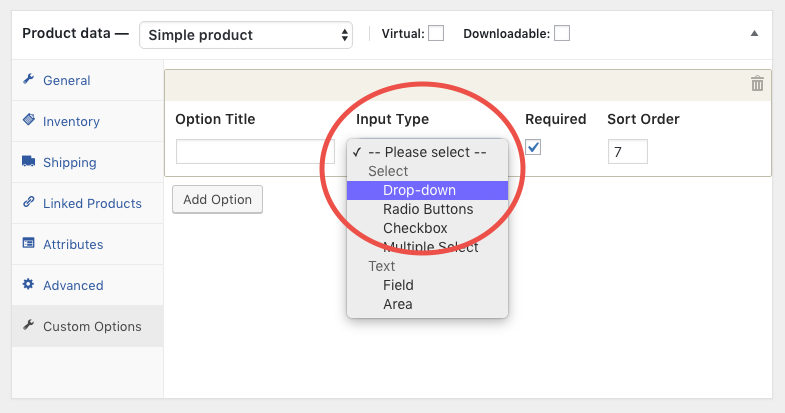 Product data — Simple product Virtual: Downloadable:
General
Inventory
Shipping
Linked Products
Attributes
Advanced
Custom Options
Option Title Input Type Required Sort Order
✓ -- Please select -- 7
Select
Drop-down
Radio Buttons
Checkbox
Multiple Select
Text
Field
Area
Add Option